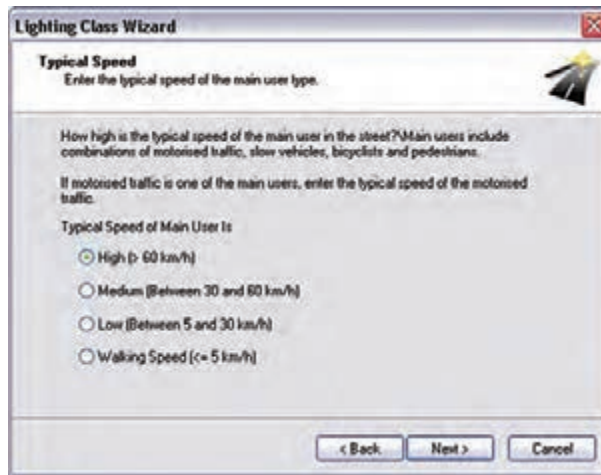 Lighting Class Wizard
Typical Speed
Enter the typical speed of the main user type.
How high is the typical speed of the main user in the street?\Main users include
combinations of motorised traffic, slow vehicles, bicyclists and pedestrians.
If motorised traffic is one of the main users, enter the typical speed of the motorised
traffic.
Typical Speed of Main User Is
High (> 60 km/h)
Medium (Between 30 and 60 km/h)
Low (Between 5 and 30 km/h)
Walking Speed (<= 5 km/h)
< Back Next > Cancel